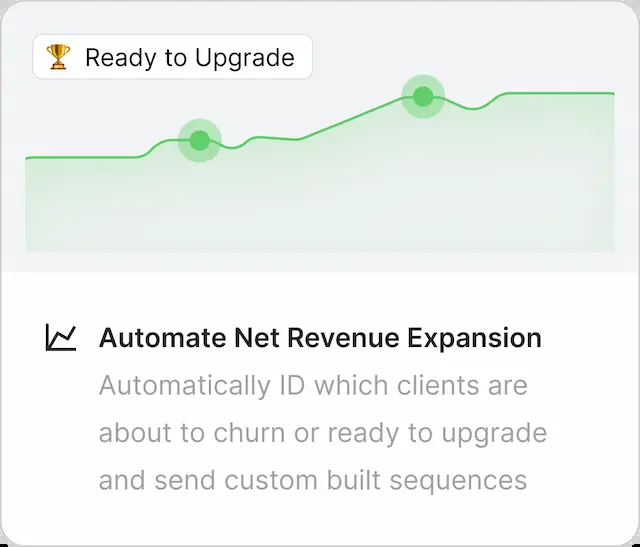 Ready to Upgrade
Automate Net Revenue Expansion
Automatically ID which clients are
about to churn or ready to upgrade
and send custom built sequences